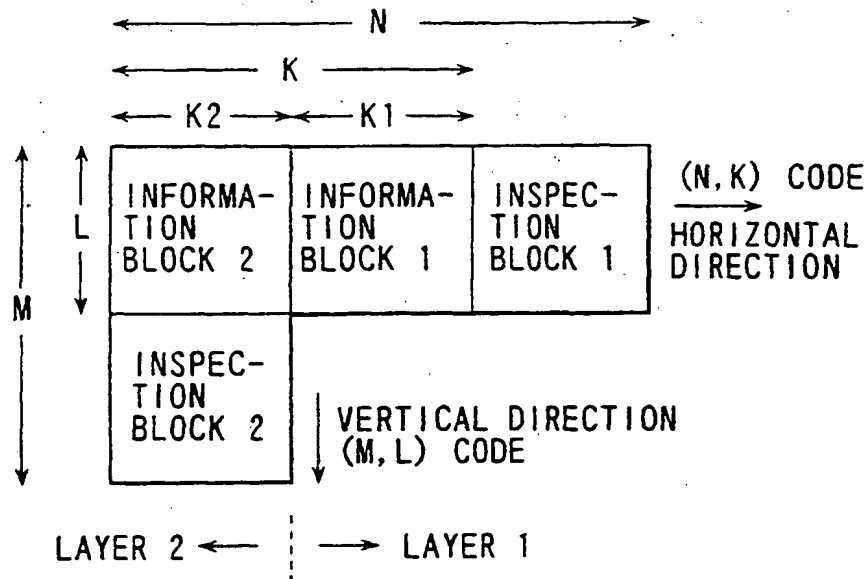 N
K
K2
K1
L
M
INFORMA-
TION
BLOCK 2
INFORMA-
TION
BLOCK 1
INSPEC-
TION
BLOCK 1
(N,K) CODE
HORIZONTAL
DIRECTION
INSPEC-
TION
BLOCK 2
VERTICAL DIRECTION
(M,L) CODE
LAYER 2
LAYER 1